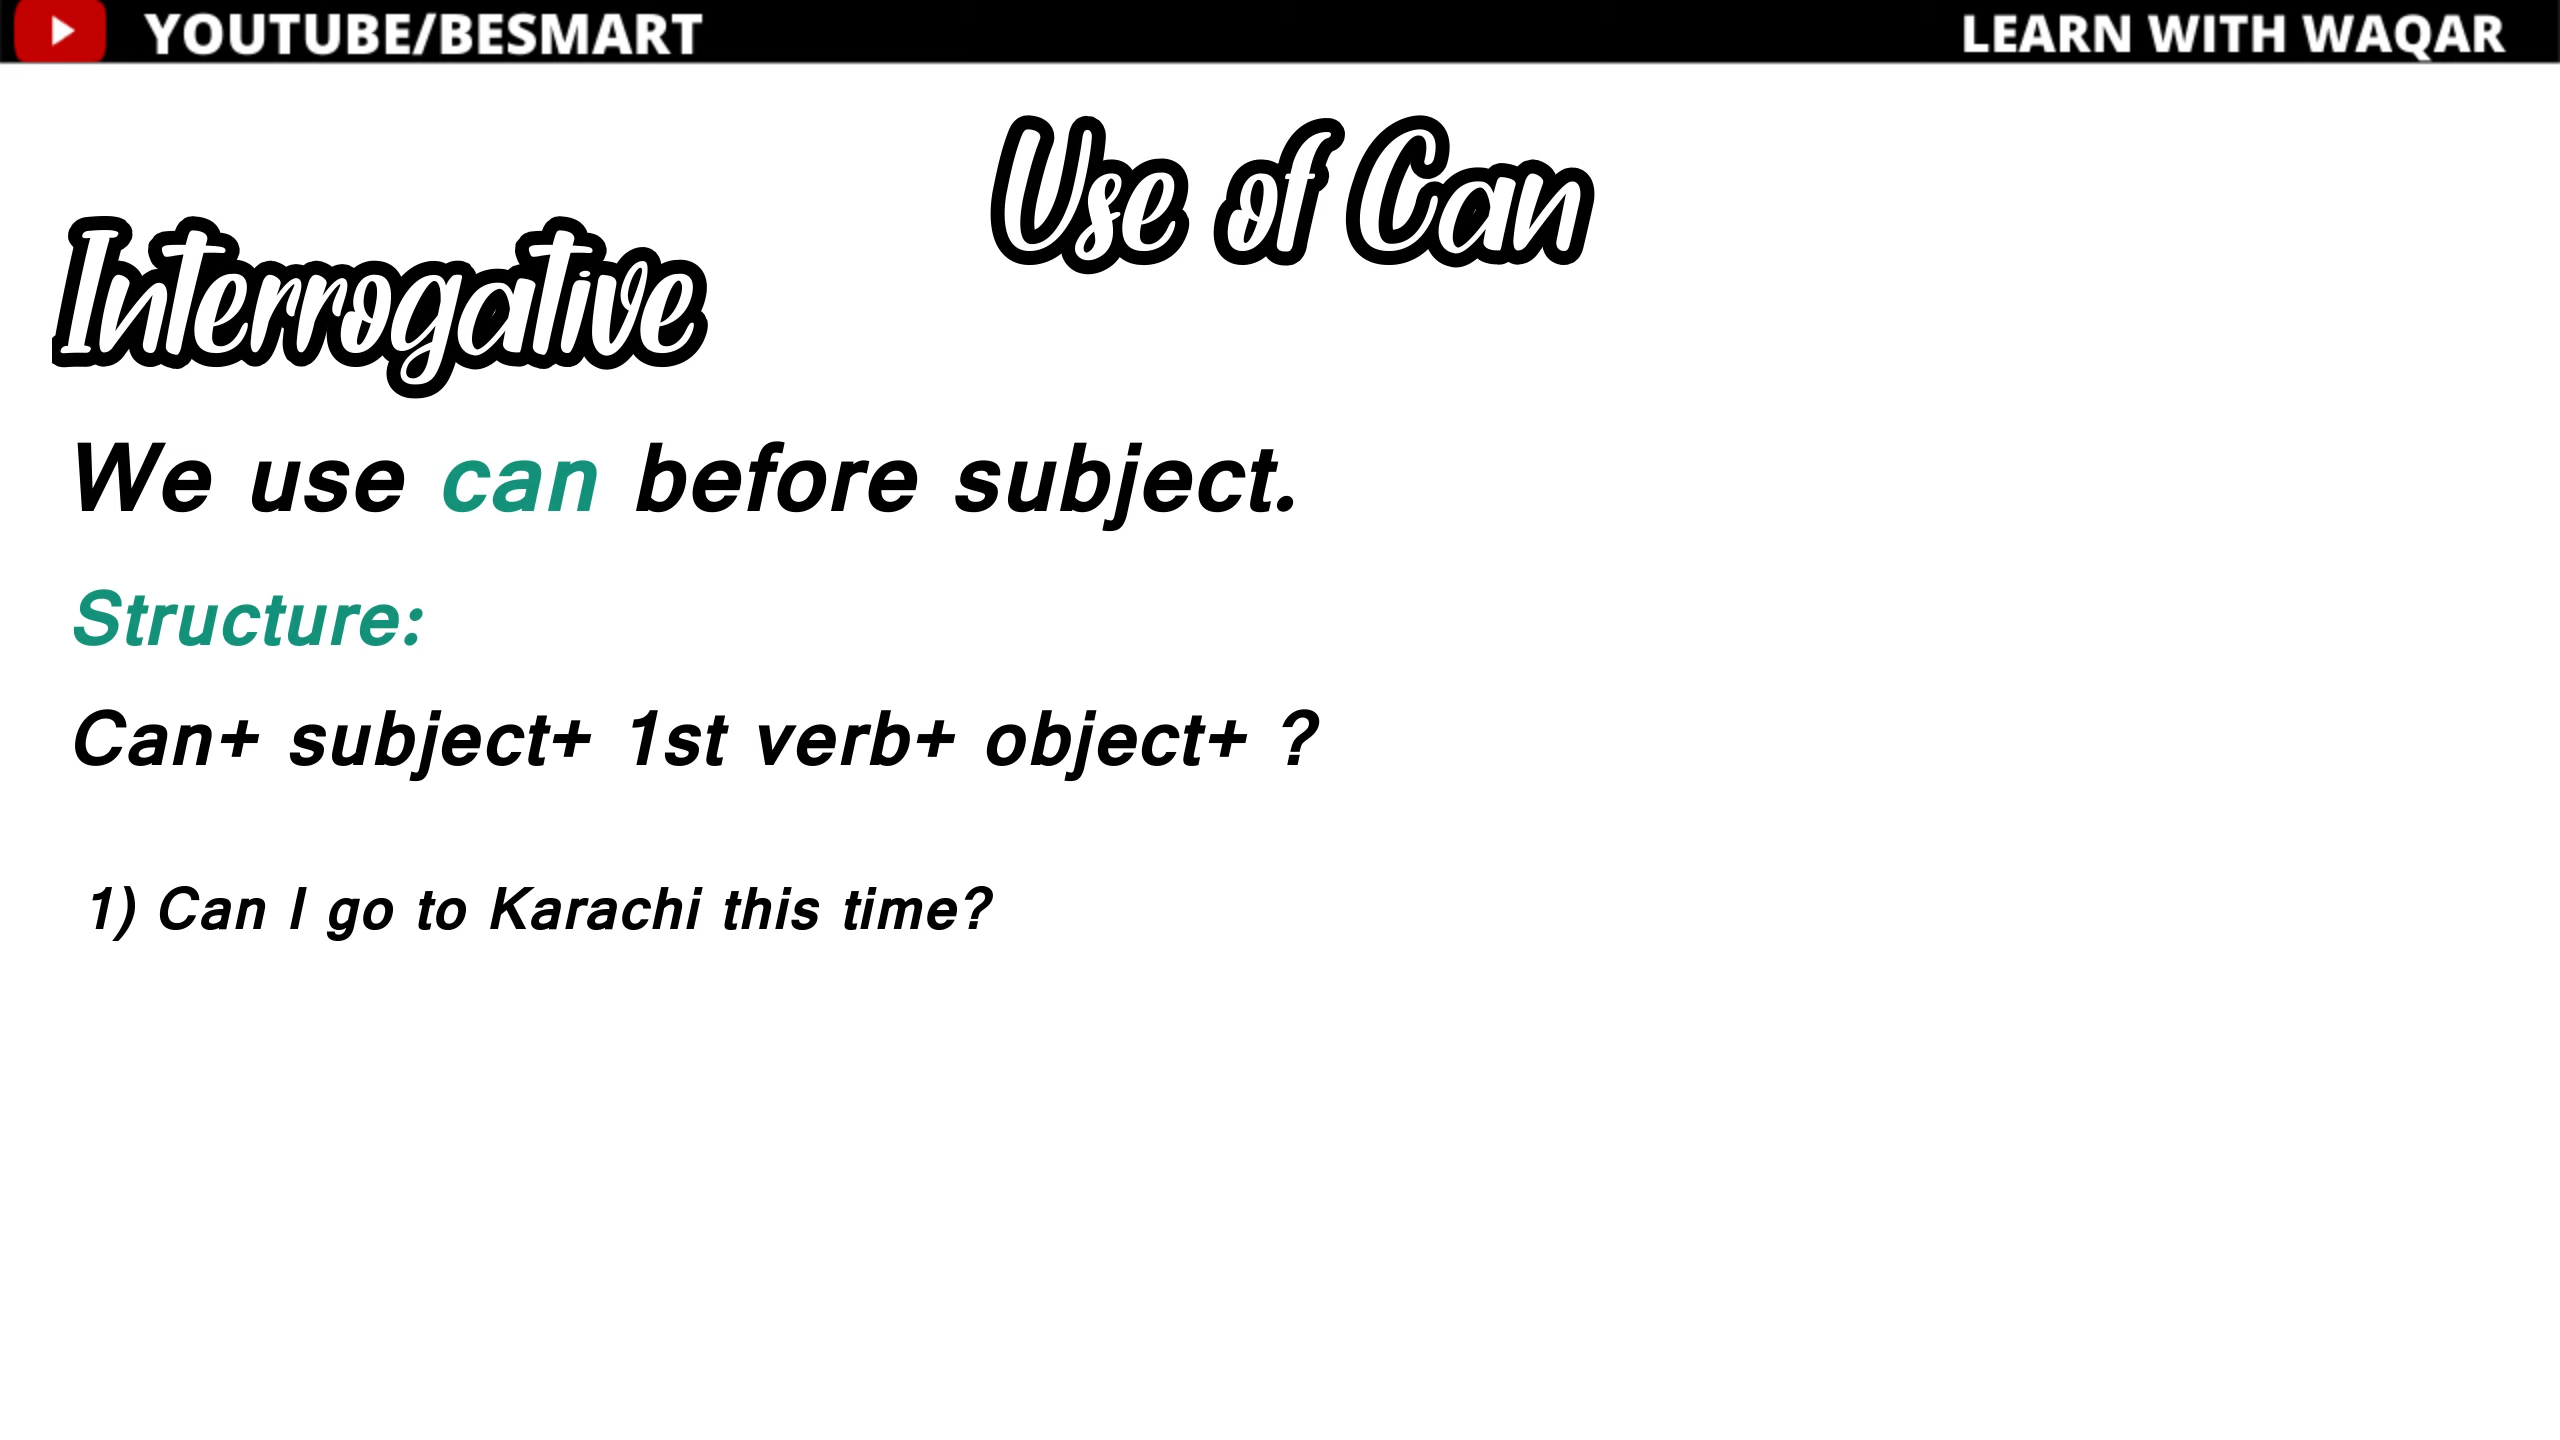 YOUTUBE/BESMART
LEARN WITH WAQAR
Use of Can
Interrogative
We use can before subject.
Structure:
Can+ subject+ 1st verb+ object+ ?
1) Can I go to Karachi this time?